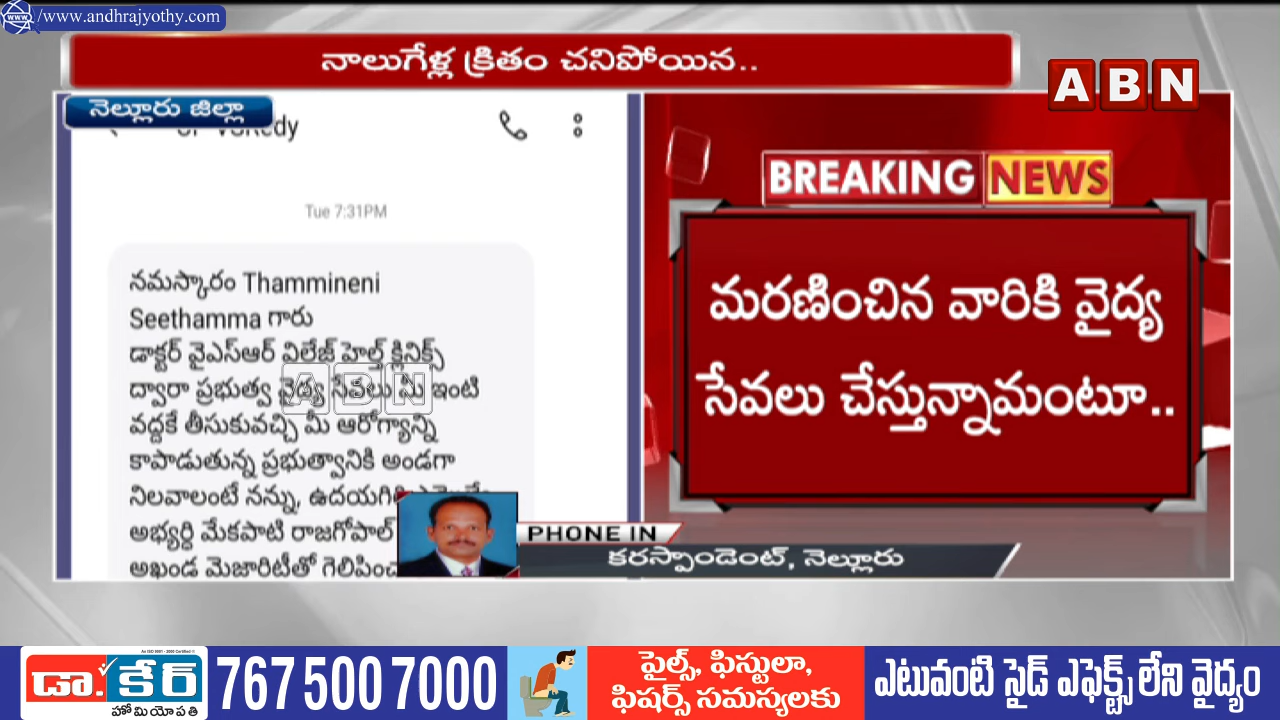 /www.andhrajyothy.com
నాలుగేళ్ల క్రితం చనిపోయిన..
ABN
నెల్లూరు జిల్లా
Tue 7:31PM
నమస్కారం Thammineni
Seethamma గారు
డాక్టర్ వైఎస్ఆర్ విలేజ్ హెల్త్ క్లినిక్స్
ద్వారా ప్రభుత్వ వైద్య సేవలు మీ ఇంటి
వద్దకే తీసుకువచ్చి మీ ఆరోగ్యాన్ని
కాపాడుతున్న ప్రభుత్వానికి అండగా
నిలవాలంటే నన్ను,
అభ్యర్థి మేకపాటి రాజగోపాల్
అఖండ మెజారిటీతో
ABN
BREAKING NEWS
మరణించిన వారికి వైద్య
సేవలు చేస్తున్నామంటూ..
PHONE IN
కరస్పాండెంట్, నెల్లూరు
డా.కేర్
హోమియోపతి
767 500 7000
పైల్స్, ఫిస్టులా,
ఫిషర్స్ సమస్యలకు
ఎటువంటి సైడ్ ఎఫెక్ట్స్ లేని వైద్యం